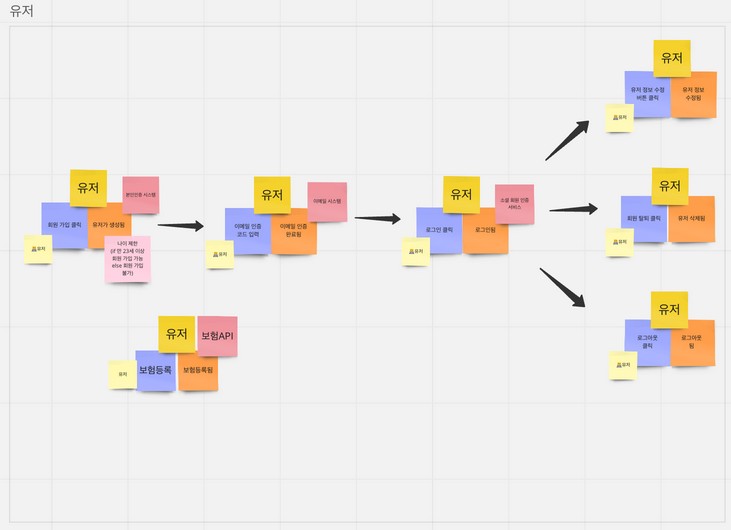 유저
유저
본인인증 시스템
회원 가입 클릭
유저가 생성됨
유저
나이 제한
(if 만 23세 이상
회원 가입 가능
else 회원 가입
불가)
유저
이메일 시스템
이메일 인증
코드 입력
이메일 인증
완료됨
유저
유저
소셜 회원 인증
서비스
로그인 클릭
로그인됨
유저
유저
유저 정보 수정
버튼 클릭
유저 정보
수정됨
유저
유저
회원 탈퇴 클릭
유저 삭제됨
유저
유저
로그아웃
클릭
로그아웃
됨
유저
유저
보험API
유저
보험등록
보험등록됨